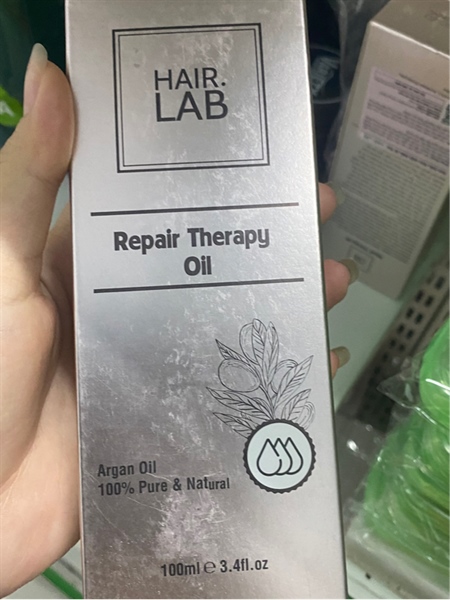 HAIR.
LAB
Repair Therapy
Oil
Argan Oil
100% Pure & Natural
100ml e 3.4fl.oz